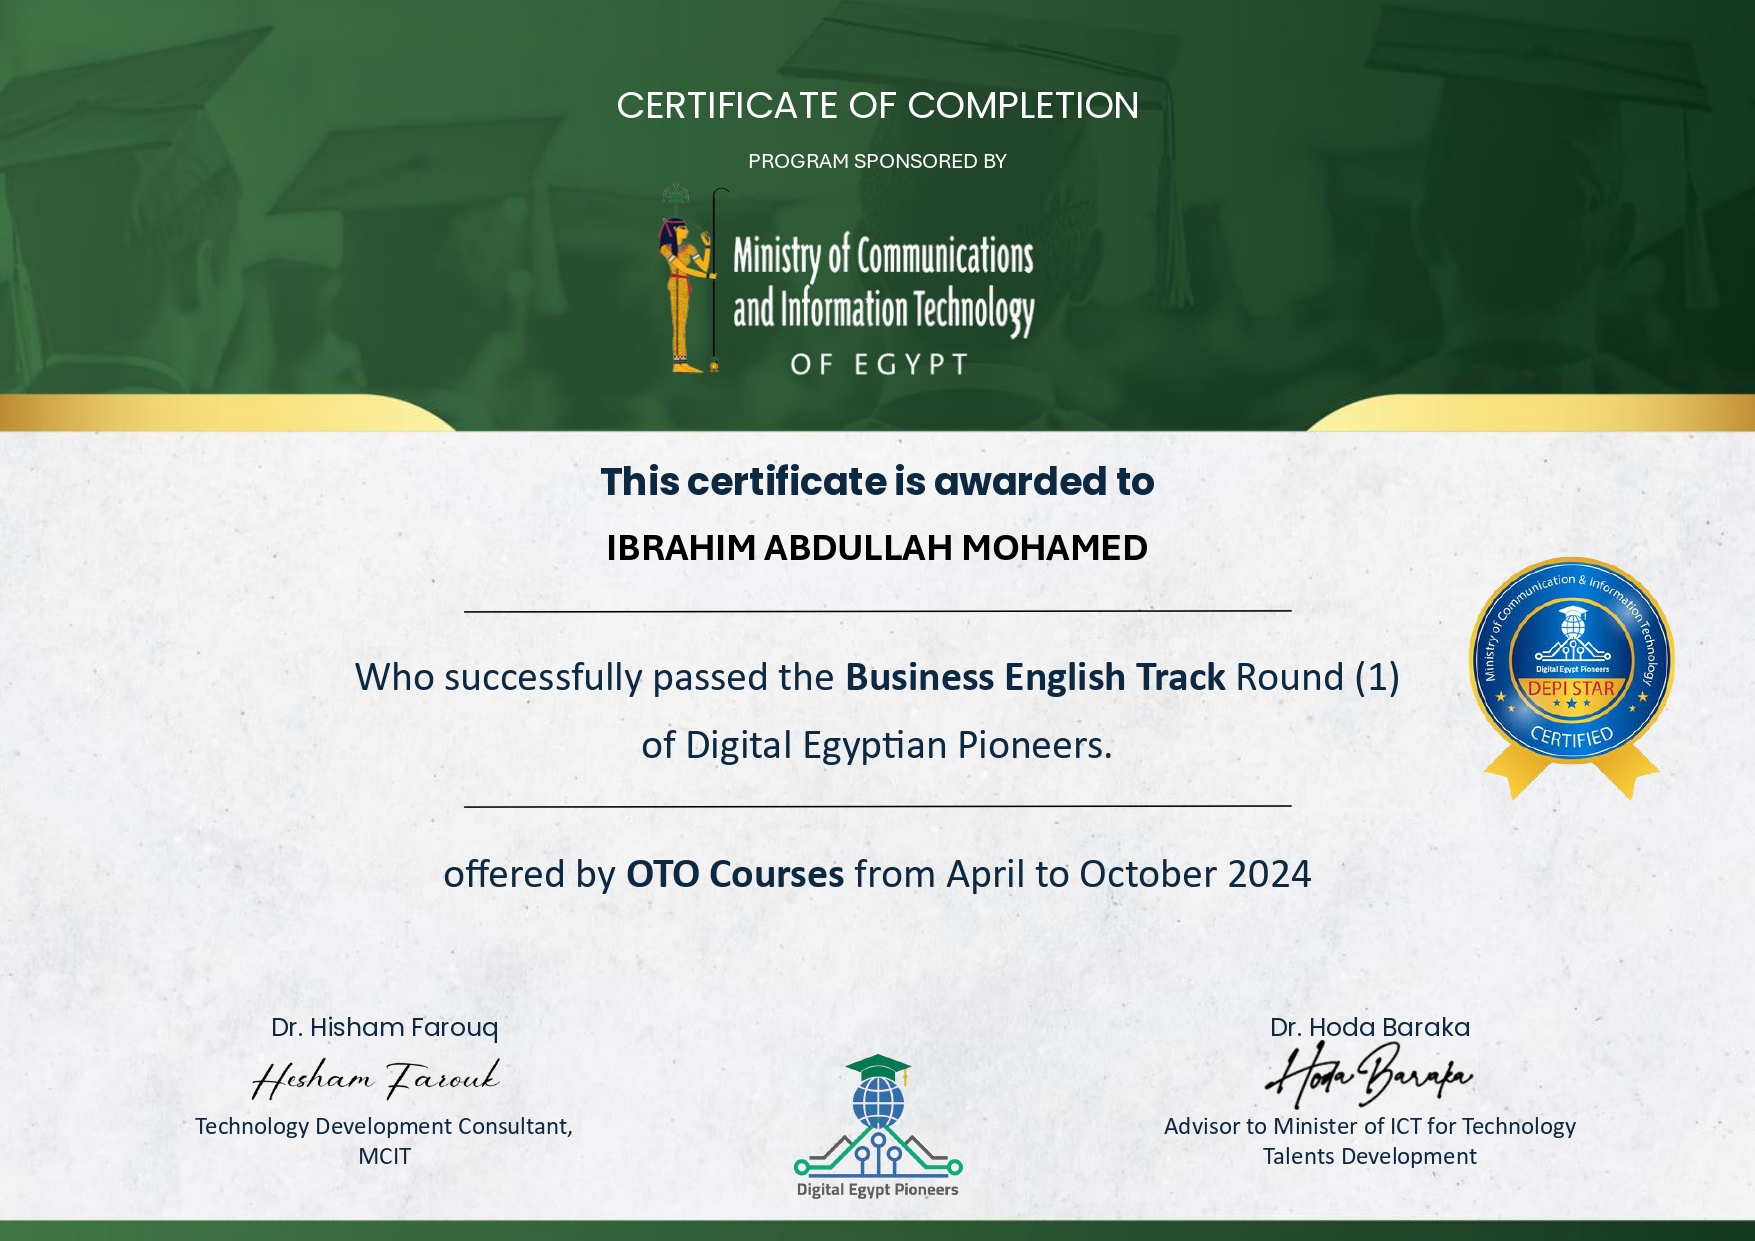 CERTIFICATE OF COMPLETION
PROGRAM SPONSORED BY
Ministry of Communications
and Information Technology
OF EGYPT
This certificate is awarded to
IBRAHIM ABDULLAH MOHAMED
Who successfully passed the Business English Track Round (1)
of Digital Egyptian Pioneers.
offered by OTO Courses from April to October 2024
Ministry of Communication & Information Technology
Digital Egypt Pioneers
DEPI STAR
CERTIFIED
Dr. Hisham Farouq
Hesham Farouk
Technology Development Consultant,
MCIT
Digital Egypt Pioneers
Dr. Hoda Baraka
Hoda Baraka
Advisor to Minister of ICT for Technology
Talents Development